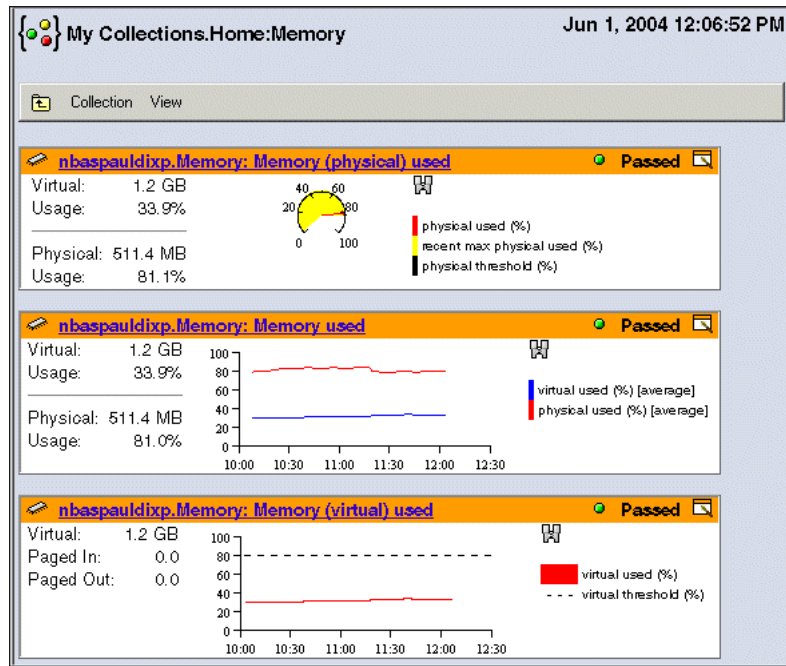 My Collections.Home:Memory
Jun 1, 2004 12:06:52 PM
Collection View
nbaspauldixp.Memory: Memory (physical) used
Passed
Virtual: 1.2 GB
Usage: 33.9%
Physical: 511.4 MB
Usage: 81.1%
0 20 40 60 80 100
physical used (%)
recent max physical used (%)
physical threshold (%)
nbaspauldixp.Memory: Memory used
Passed
Virtual: 1.2 GB
Usage: 33.9%
Physical: 511.4 MB
Usage: 81.0%
100
80
60
40
20
0
10:00 10:30 11:00 11:30 12:00 12:30
virtual used (%) [average]
physical used (%) [average]
nbaspauldixp.Memory: Memory (virtual) used
Passed
Virtual: 1.2 GB
Paged In: 0.0
Paged Out: 0.0
100
80
60
40
20
0
10:00 10:30 11:00 11:30 12:00 12:30
virtual used (%)
virtual threshold (%)